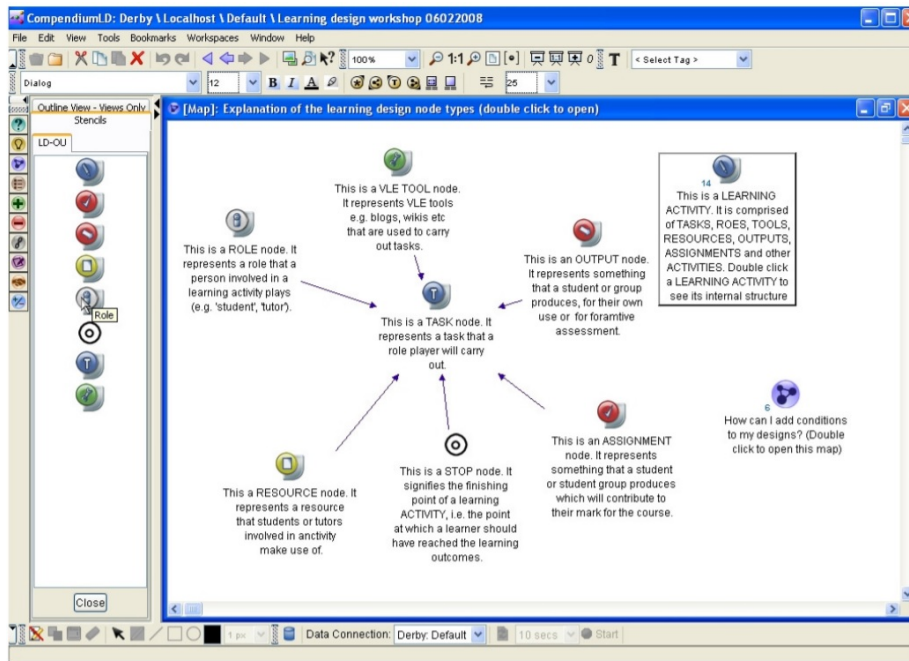 CompendiumLD: Derby \ Localhost \ Default \ Learning design workshop 06022008
File Edit View Tools Bookmarks Workspaces Window Help
100% 1:1 0 T < Select Tag >
Dialog 12 B I A 25
Outline View - Views Only
Stencils
LD-OU
Role
Close
[Map]: Explanation of the learning design node types (double click to open)
This is a VLE TOOL node.
It represents VLE tools
e.g. blogs, wikis etc
that are used to carry
out tasks.
14
This is a LEARNING
ACTIVITY. It is comprised
of TASKS, ROES, TOOLS,
RESOURCES, OUTPUTS,
ASSIGNMENTS and other
ACTIVITIES. Double click
a LEARNING ACTIVITY to
see its internal structure
This is a ROLE node. It
represents a role that a
person involved in a
learning activity plays
(e.g. 'student', 'tutor').
This is an OUTPUT node.
It represents something
that a student or group
produces, for their own
use or for foramtive
assessment.
T
This is a TASK node. It
represents a task that a
role player will carry
out.
6
How can I add conditions
to my designs? (Double
click to open this map)
This is an ASSIGNMENT
node. It represents
something that a student
or student group produces
which will contribute to
their mark for the course.
This a RESOURCE node. It
represents a resource
that students or tutors
involved in anctivity
make use of.
This is a STOP node. It
signifies the finishing
point of a learning
ACTIVITY, i.e. the point
at which a learner should
have reached the learning
outcomes.
1 px Data Connection: Derby: Default 10 secs Start